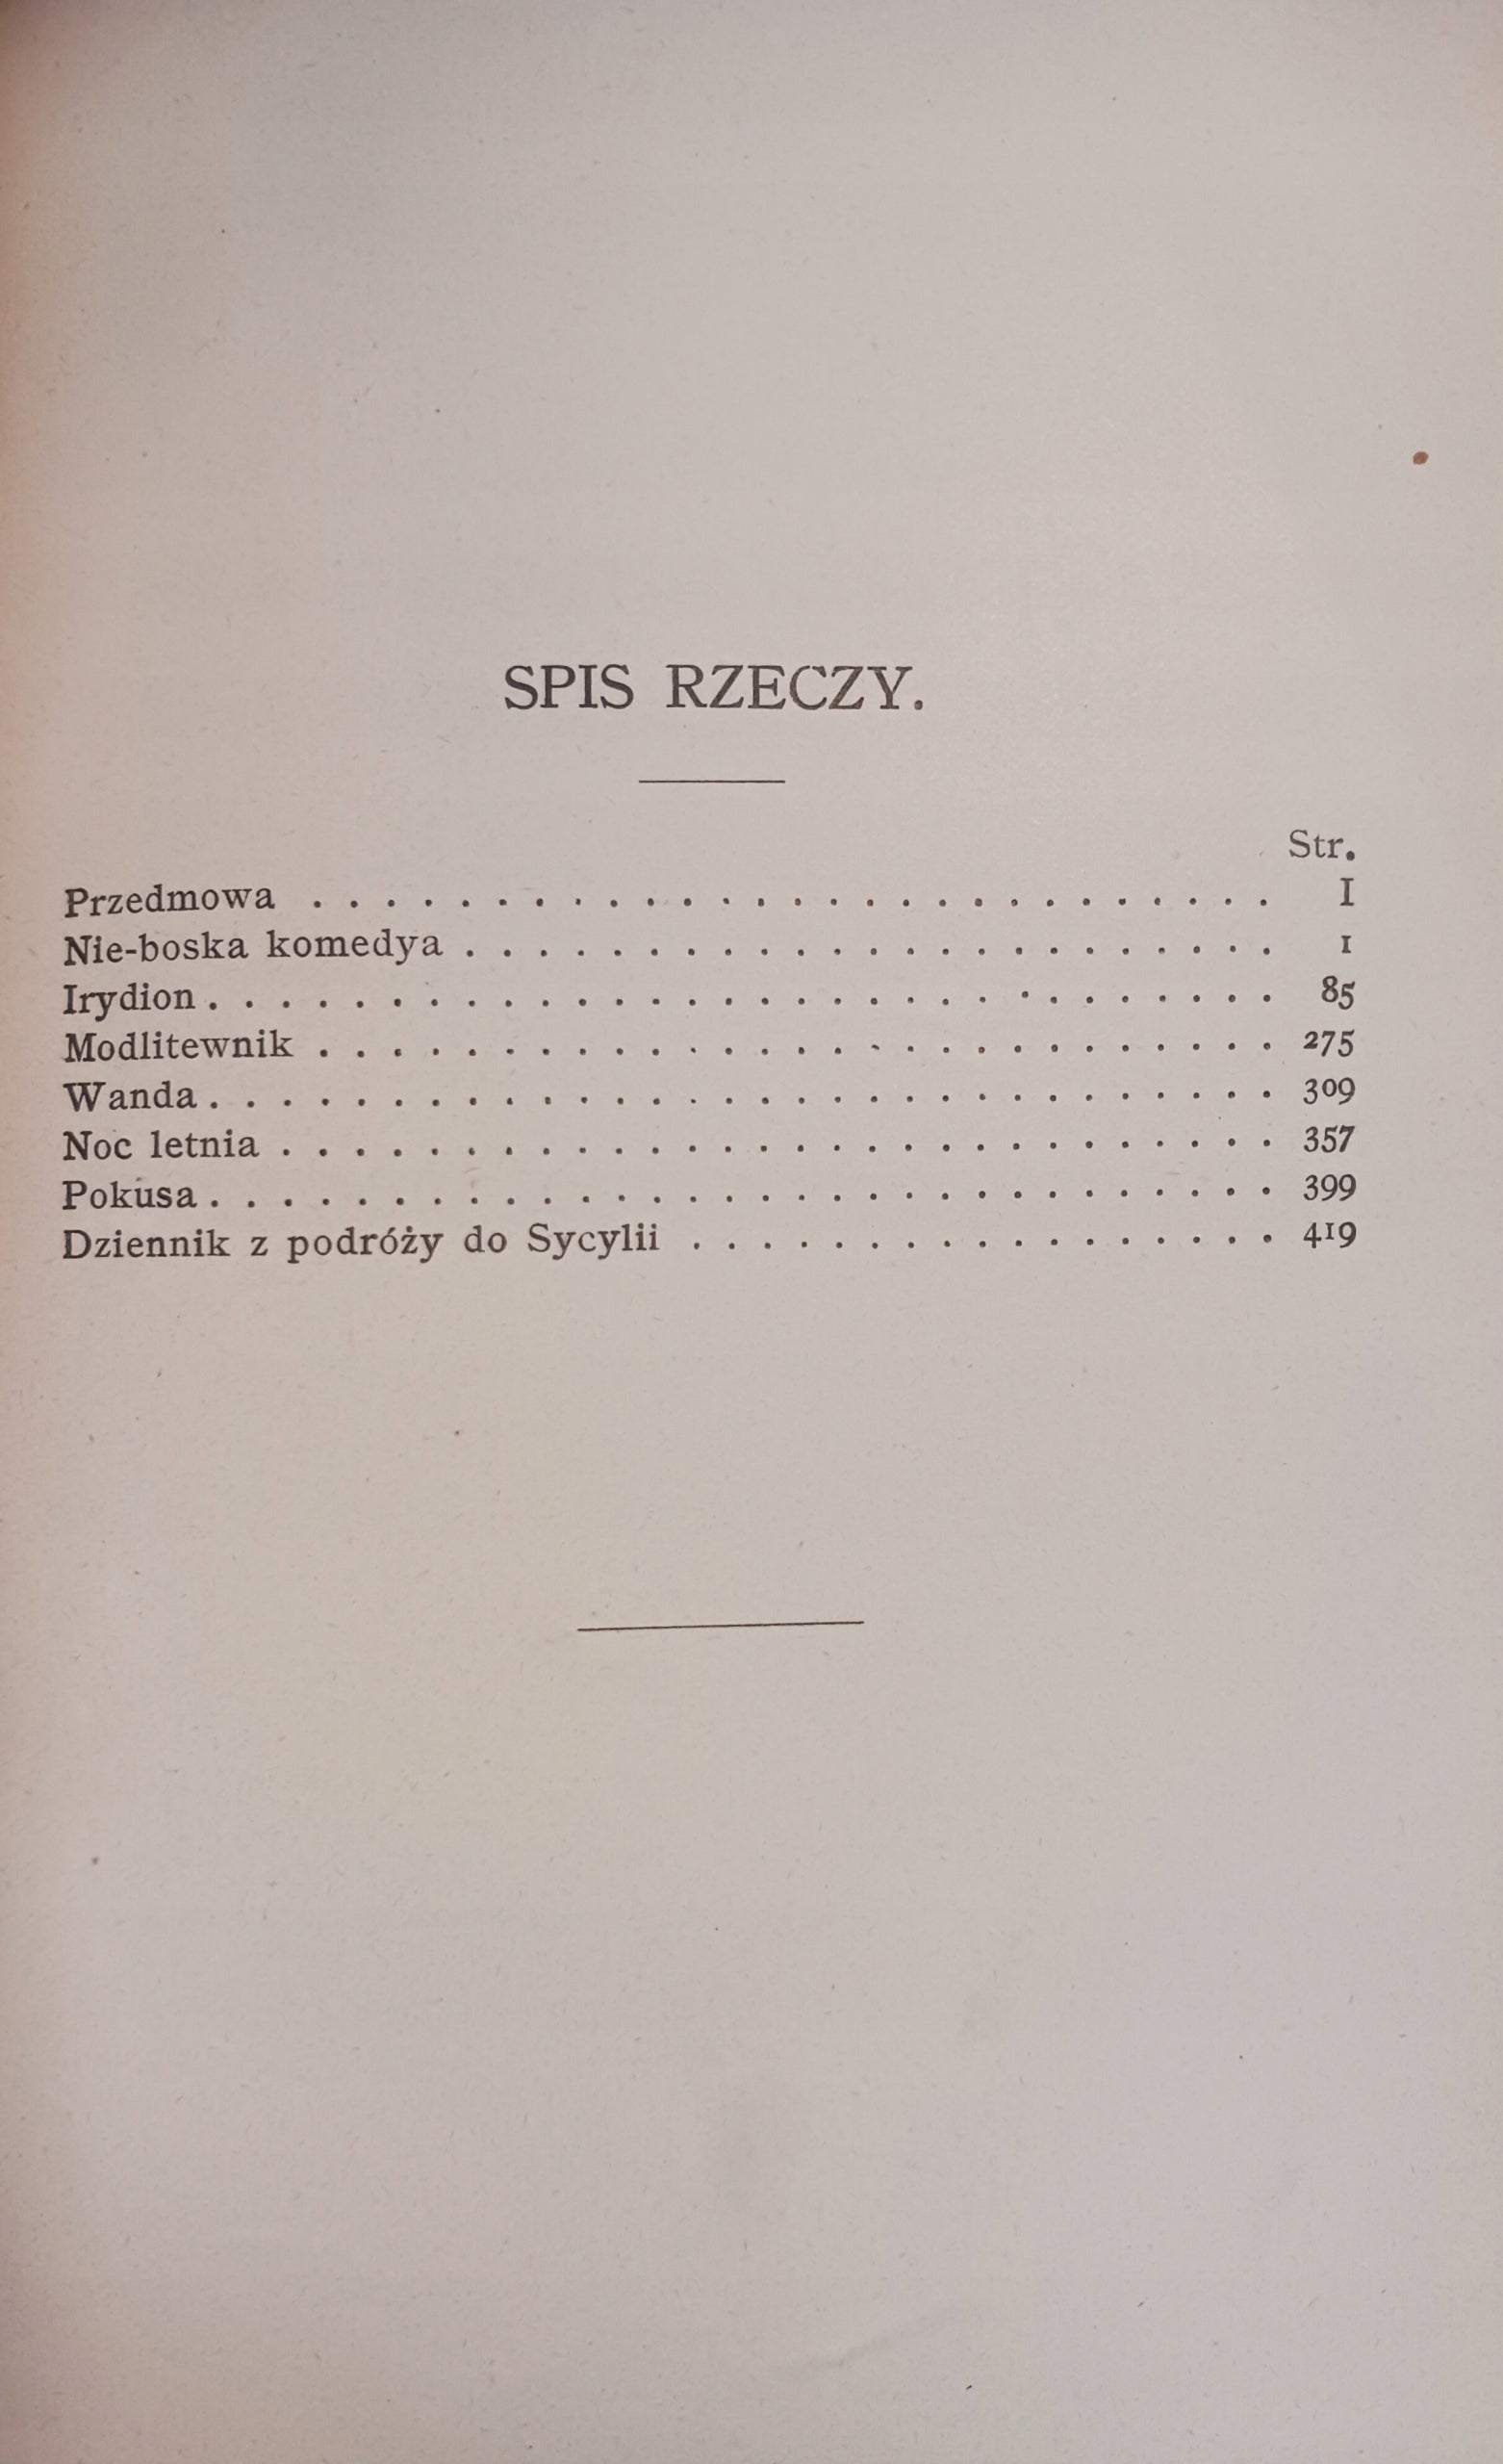 SPIS RZECZY.
Str.
Przedmowa . . . . . . . . . . . . . . . . . . . . . . . . . . . I
Nie-boska komedya . . . . . . . . . . . . . . . . . . . . . . . 1
Irydion . . . . . . . . . . . . . . . . . . . . . . . . . . . . . . 85
Modlitewnik . . . . . . . . . . . . . . . . . . . . . . . . . . . 275
Wanda . . . . . . . . . . . . . . . . . . . . . . . . . . . . . . 309
Noc letnia . . . . . . . . . . . . . . . . . . . . . . . . . . . . 357
Pokusa . . . . . . . . . . . . . . . . . . . . . . . . . . . . . . 399
Dziennik z podróży do Sycylii . . . . . . . . . . . . . . . . . 419